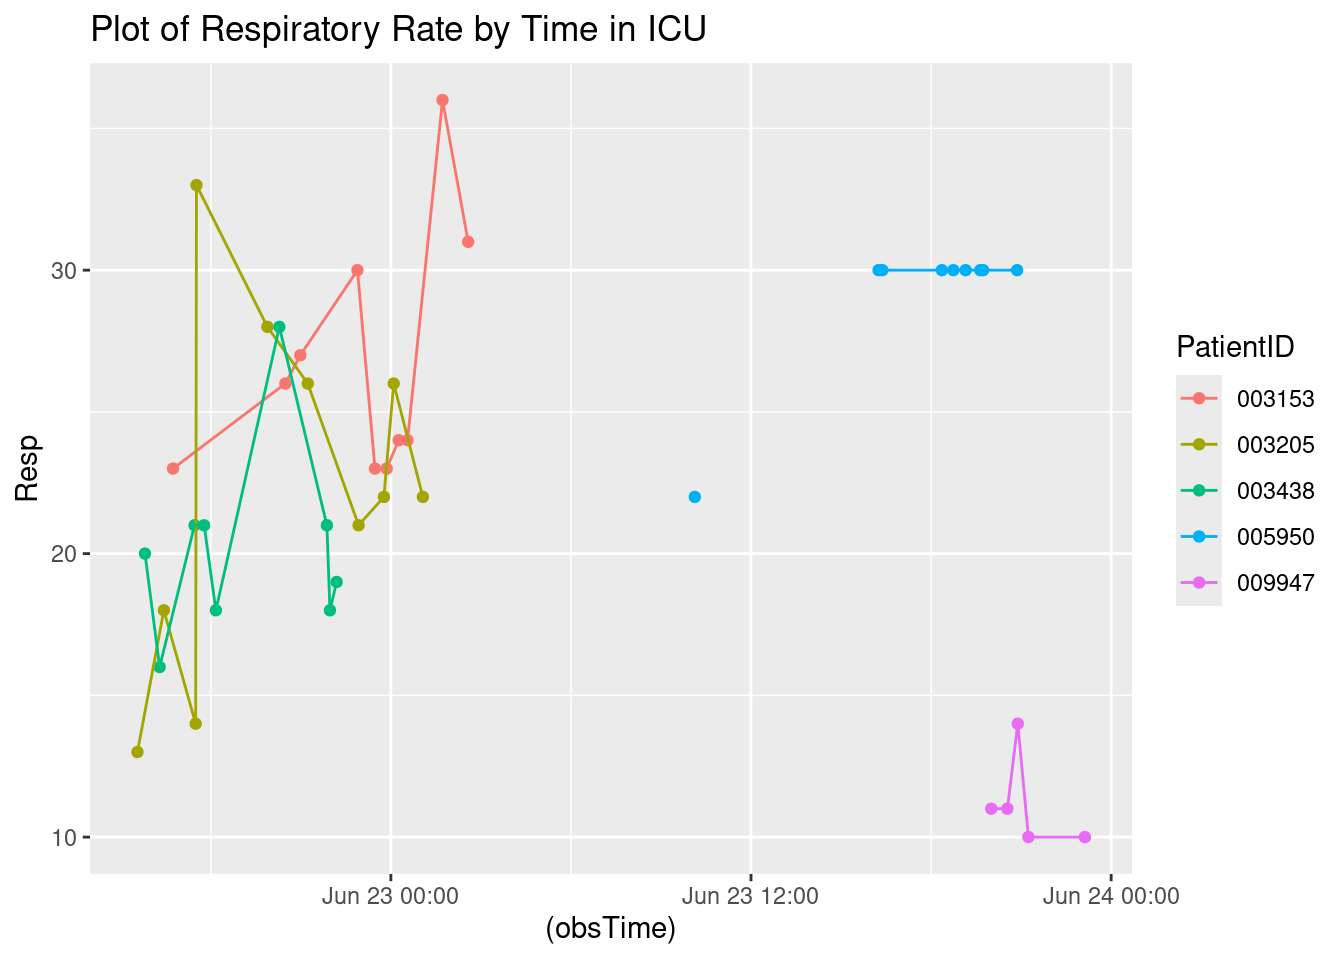 Plot of Respiratory Rate by Time in ICU
Resp
30
20
10
Jun 23 00:00
Jun 23 12:00
Jun 24 00:00
(obsTime)
PatientID
003153
003205
003438
005950
009947